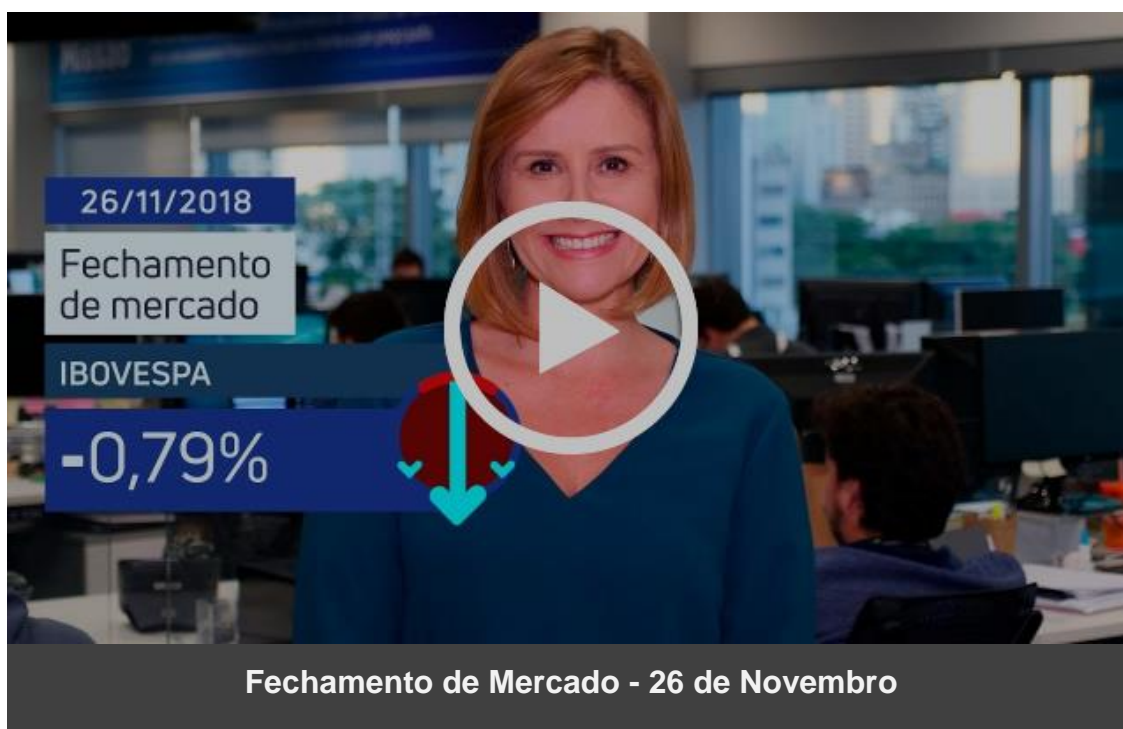 26/11/2018
Fechamento
de mercado
IBOVESPA
-0,79%
Fechamento de Mercado - 26 de Novembro